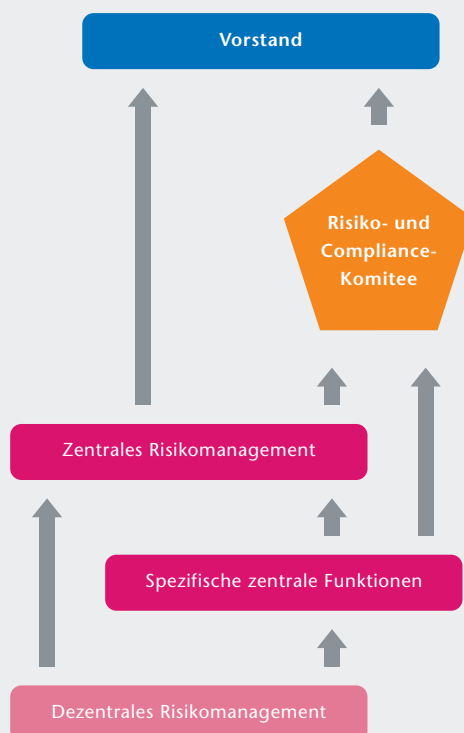 Vorstand
Risiko- und
Compliance-
Komitee
Zentrales Risikomanagement
Spezifische zentrale Funktionen
Dezentrales Risikomanagement